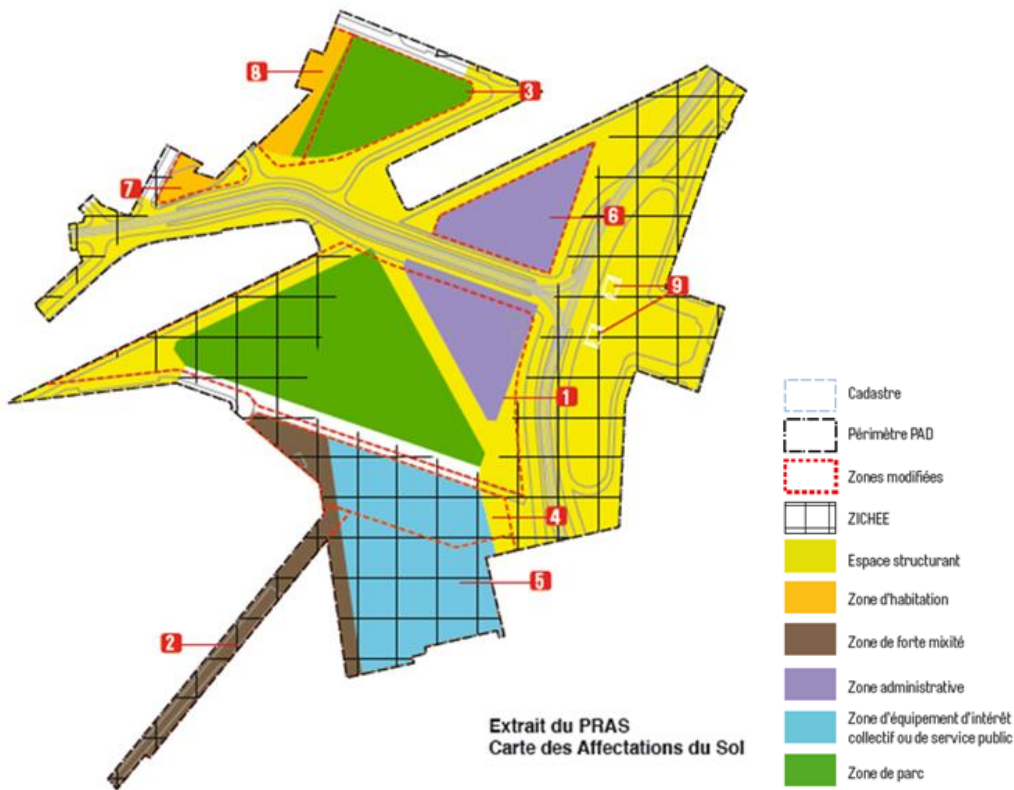 8
3
7
6
9
1
4
5
2
Extrait du PRAS
Carte des Affectations du Sol
Cadastre
Périmètre PAD
Zones modifiées
ZICHEE
Espace structurant
Zone d'habitation
Zone de forte mixité
Zone administrative
Zone d'équipement d'intérêt
collectif ou de service public
Zone de parc